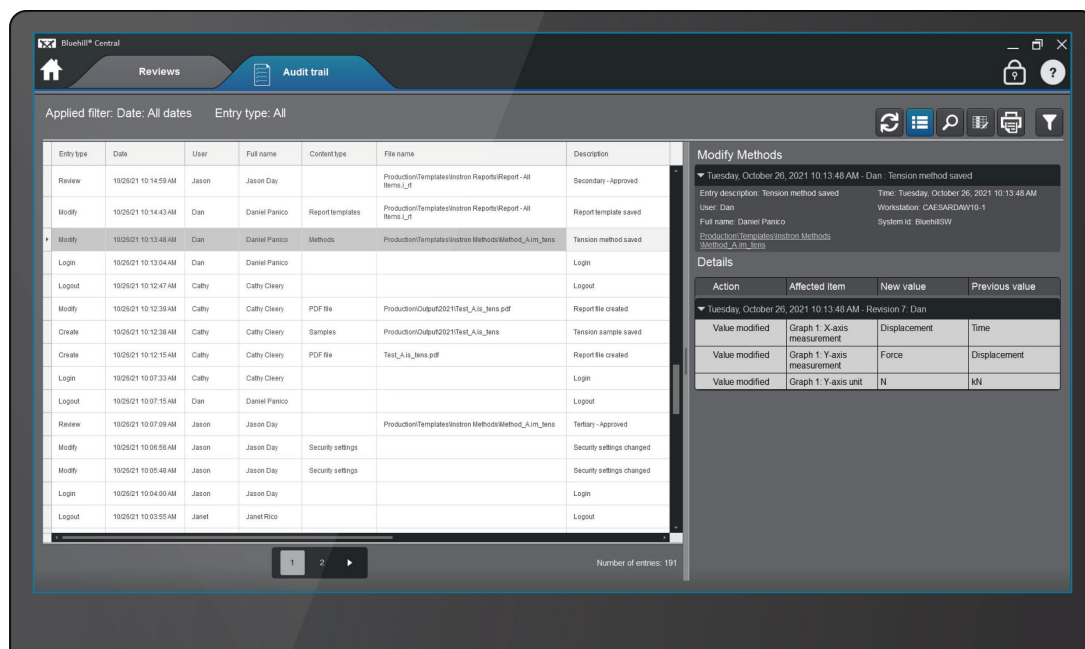 Bluehill® Central
Reviews
Audit trail
?
Applied filter: Date: All dates Entry type: All
Entry type Date User Full name Content type File name Description
Review 10/26/21 10:14:59 AM Jason Jason Day Production\Templates\Instron Reports\Report - All
Items.i_rt Secondary - Approved
Modify 10/26/21 10:14:43 AM Dan Daniel Panico Report templates Production\Templates\Instron Reports\Report - All
Items.i_rt Report template saved
Modify 10/26/21 10:13:48 AM Dan Daniel Panico Methods Production\Templates\Instron Methods\Method_A.im_tens Tension method saved
Login 10/26/21 10:13:04 AM Dan Daniel Panico Login
Logout 10/26/21 10:12:47 AM Cathy Cathy Cleery Logout
Modify 10/26/21 10:12:39 AM Cathy Cathy Cleery PDF file Production\Output\2021\Test_A.is_tens.pdf Report file created
Create 10/26/21 10:12:38 AM Cathy Cathy Cleery Samples Production\Output\2021\Test_A.is_tens Tension sample saved
Create 10/26/21 10:12:15 AM Cathy Cathy Cleery PDF file Test_A.is_tens.pdf Report file created
Login 10/26/21 10:07:33 AM Cathy Cathy Cleery Login
Logout 10/26/21 10:07:15 AM Dan Daniel Panico Logout
Review 10/26/21 10:07:09 AM Jason Jason Day Production\Templates\Instron Methods\Method_A.im_tens Tertiary - Approved
Modify 10/26/21 10:06:56 AM Jason Jason Day Security settings Security settings changed
Modify 10/26/21 10:05:48 AM Jason Jason Day Security settings Security settings changed
Login 10/26/21 10:04:00 AM Jason Jason Day Login
Logout 10/26/21 10:03:55 AM Janet Janet Rico Logout
1 2
Number of entries: 191
Modify Methods
Tuesday, October 26, 2021 10:13:48 AM - Dan : Tension method saved
Entry description: Tension method saved Time: Tuesday, October 26, 2021 10:13:48 AM
User: Dan Workstation: CAESARDAW10-1
Full name: Daniel Panico System Id: BluehillSW
Production\Templates\Instron Methods
\Method_A.im_tens
Details
Action Affected item New value Previous value
Tuesday, October 26, 2021 10:13:48 AM - Revision 7: Dan
Value modified Graph 1: X-axis
measurement Displacement Time
Value modified Graph 1: Y-axis
measurement Force Displacement
Value modified Graph 1: Y-axis unit N kN